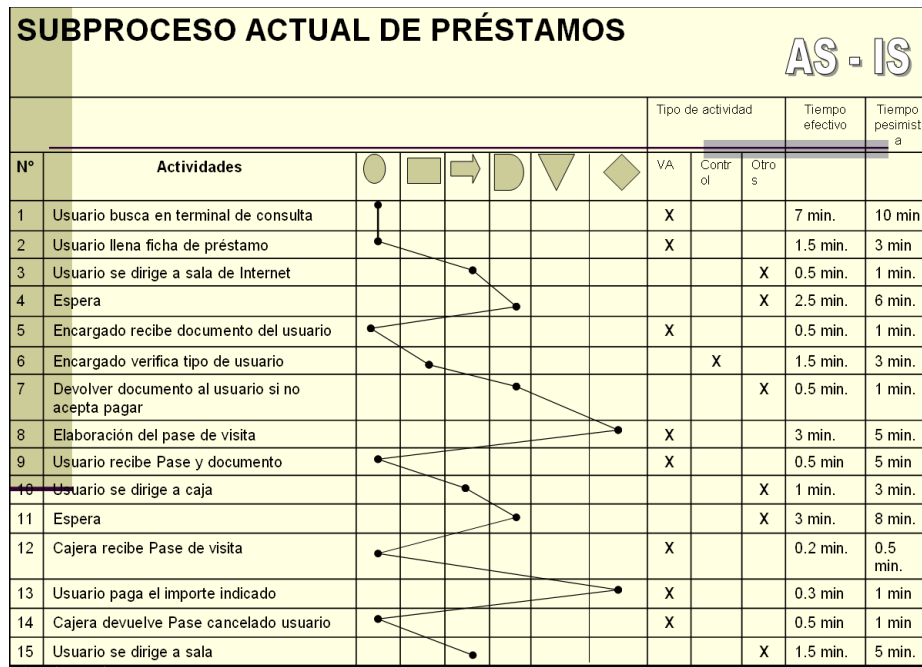 SUBPROCESO ACTUAL DE PRÉSTAMOS
AS - IS
Tipo de actividad Tiempo efectivo Tiempo pesimist a
N° Actividades VA Contr ol Otro s
1 Usuario busca en terminal de consulta X 7 min. 10 min
2 Usuario llena ficha de préstamo X 1.5 min. 3 min
3 Usuario se dirige a sala de Internet X 0.5 min. 1 min.
4 Espera X 2.5 min. 6 min.
5 Encargado recibe documento del usuario X 0.5 min. 1 min.
6 Encargado verifica tipo de usuario X 1.5 min. 3 min.
7 Devolver documento al usuario si no X 0.5 min. 1 min.
acepta pagar
8 Elaboración del pase de visita X 3 min. 5 min.
9 Usuario recibe Pase y documento X 0.5 min 5 min
10 Usuario se dirige a caja X 1 min. 3 min.
11 Espera X 3 min. 8 min.
12 Cajera recibe Pase de visita X 0.2 min. 0.5
min.
13 Usuario paga el importe indicado X 0.3 min 1 min
14 Cajera devuelve Pase cancelado usuario X 0.5 min 1 min
15 Usuario se dirige a sala X 1.5 min. 5 min.